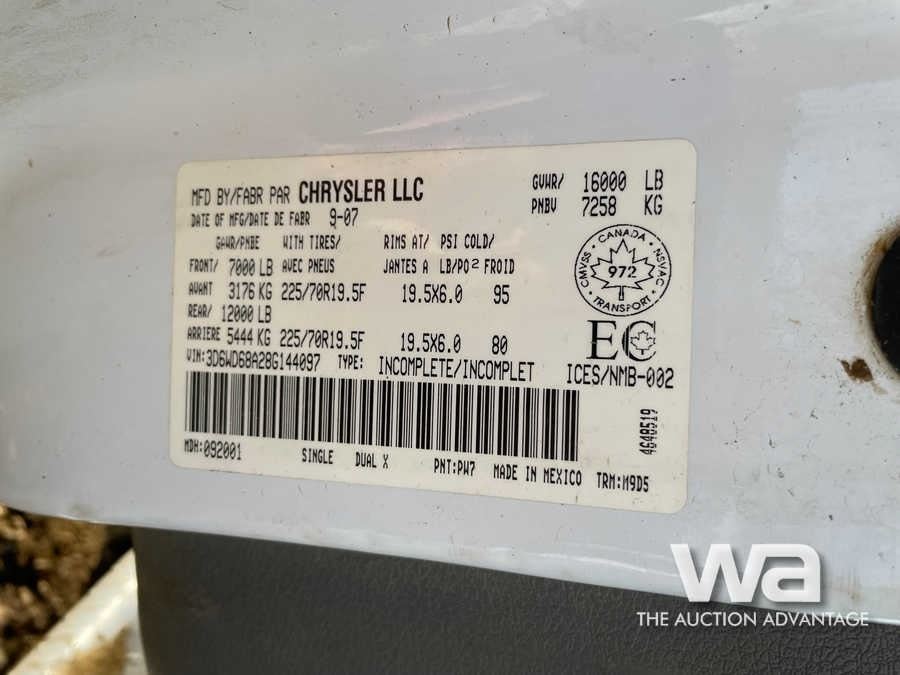 MFD BY/FABR PAR CHRYSLER LLC
GVWR/ 16000 LB
PNBV 7258 KG
DATE OF MFG/DATE DE FABR 9-07
GAWR/PNBE WITH TIRES/ RIMS AT/ PSI COLD/
FRONT/ 7000 LB AVEC PNEUS JANTES A LB/PO2 FROID
AVANT 3176 KG 225/70R19.5F 19.5X6.0 95
REAR/ 12000 LB
ARRIERE 5444 KG 225/70R19.5F 19.5X6.0 80
CANADA
CMVSS 972 NSVAC
TRANSPORT
EC
VIN: 3D6WD68A28G144097 TYPE: INCOMPLETE/INCOMPLET ICES/NMB-002
4648519
MDH: 092001 SINGLE DUAL X PNT: PW7 MADE IN MEXICO TRM: M9D5
wa
THE AUCTION ADVANTAGE